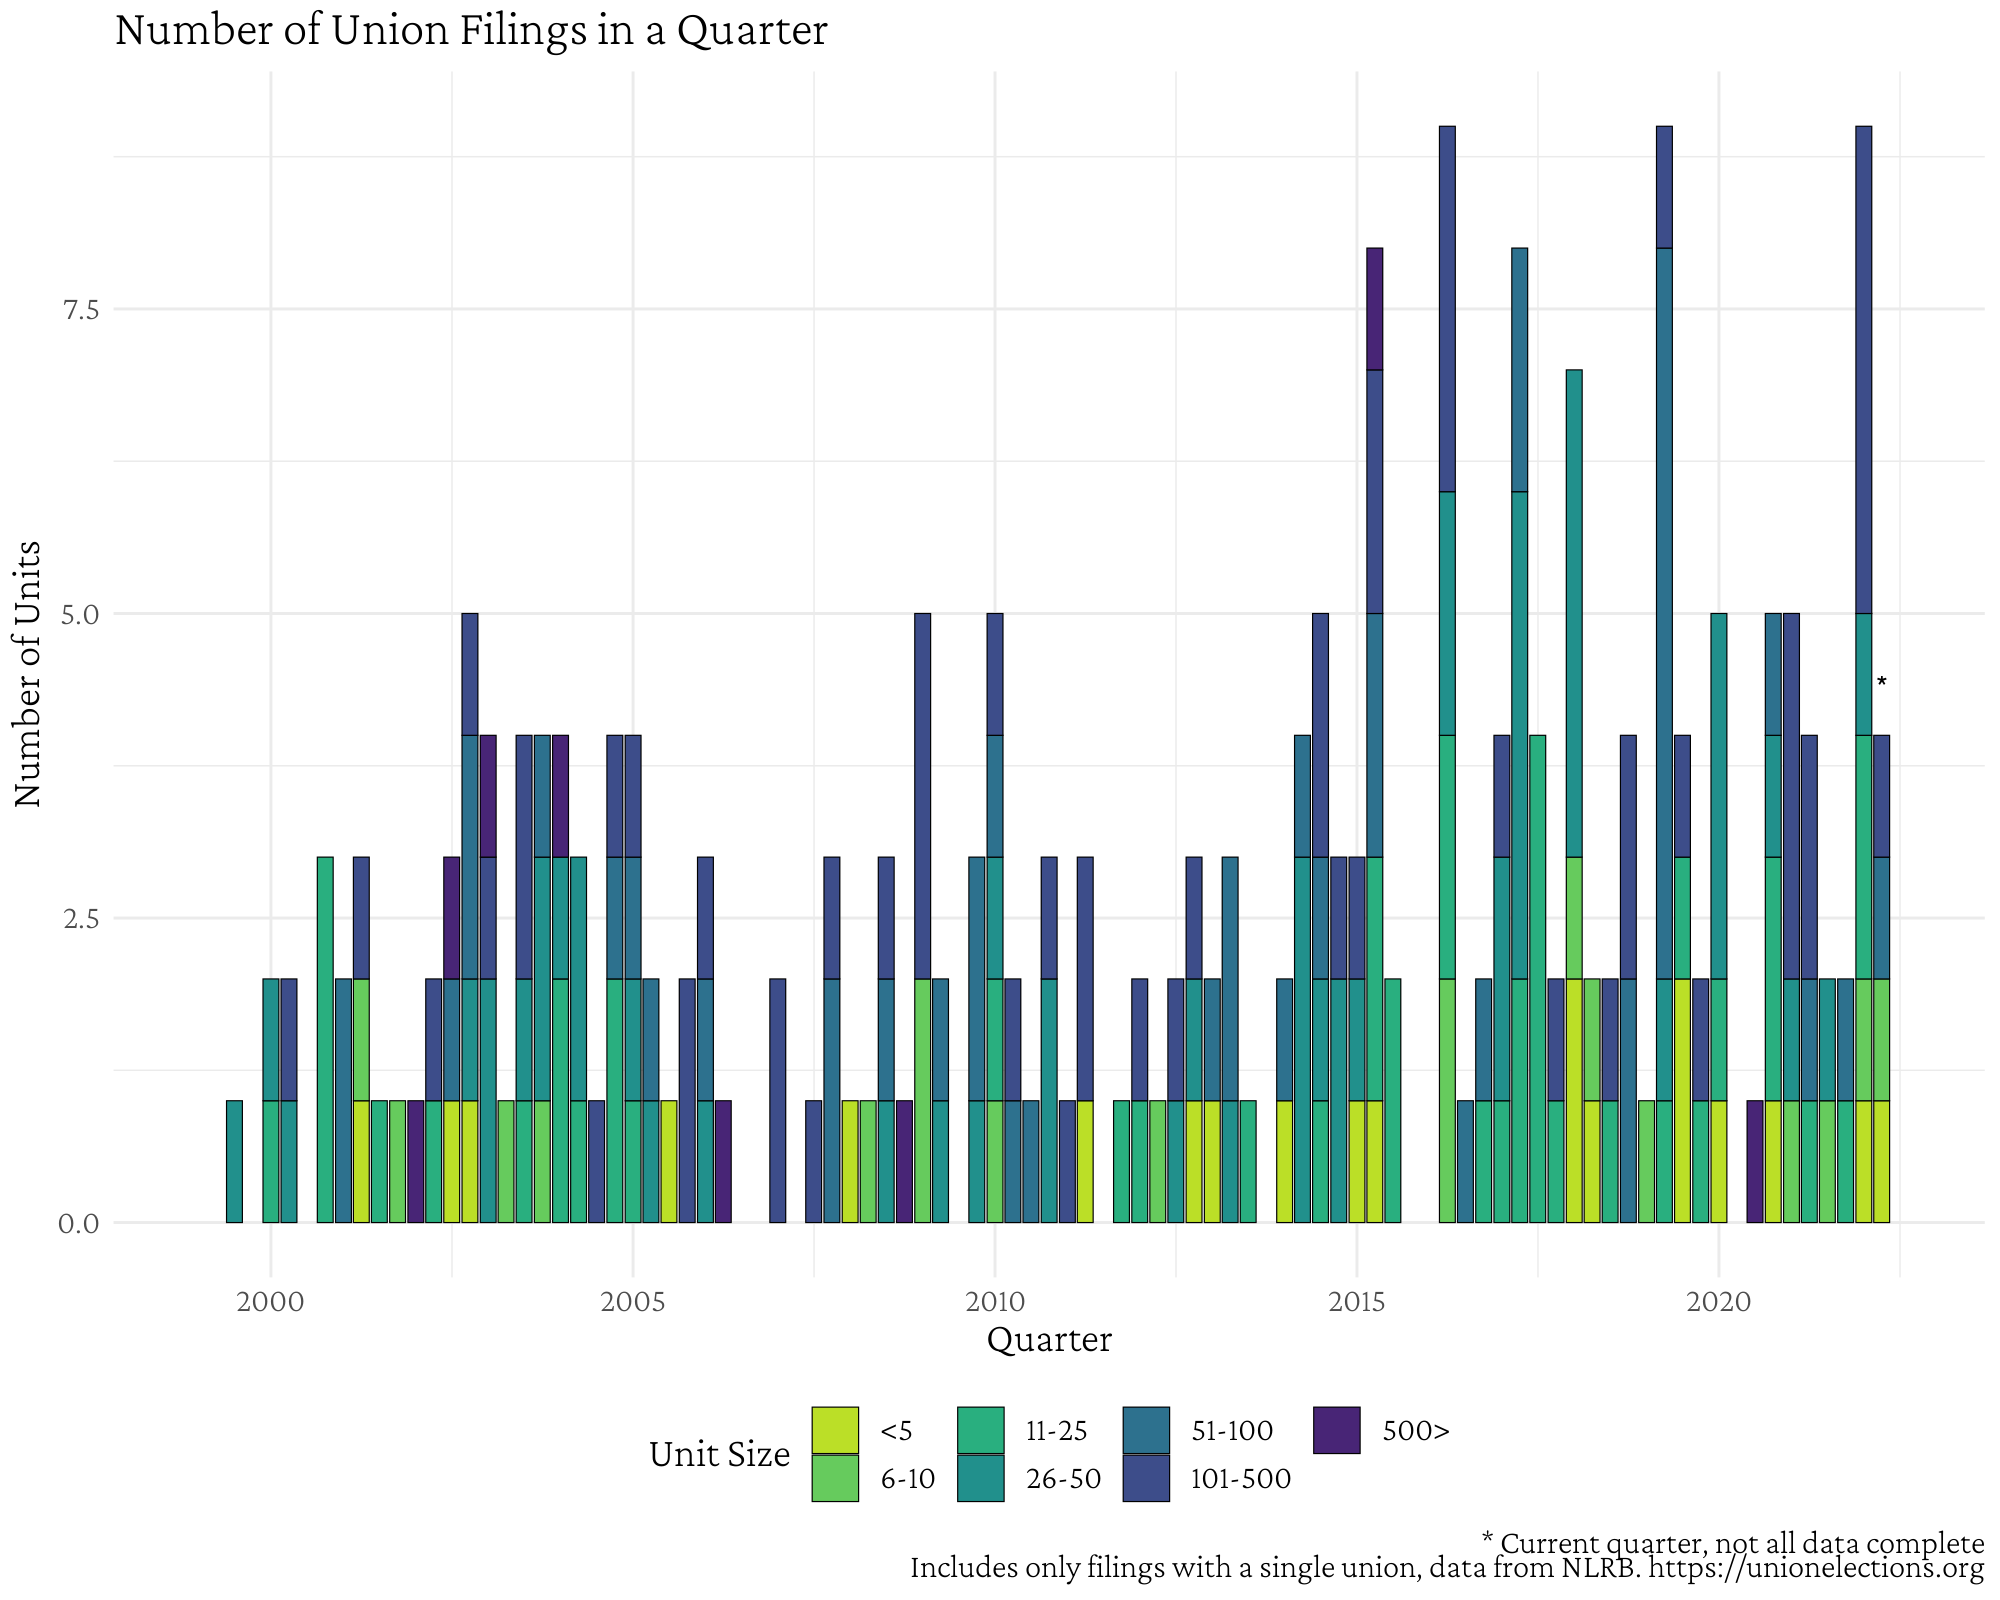 Number of Union Filings in a Quarter
Number of Units
7.5
5.0
2.5
0.0
*
2000 2005 2010 2015 2020
Quarter
Unit Size
<5 11-25 51-100 500>
6-10 26-50 101-500
* Current quarter, not all data complete
Includes only filings with a single union, data from NLRB. https://unionelections.org